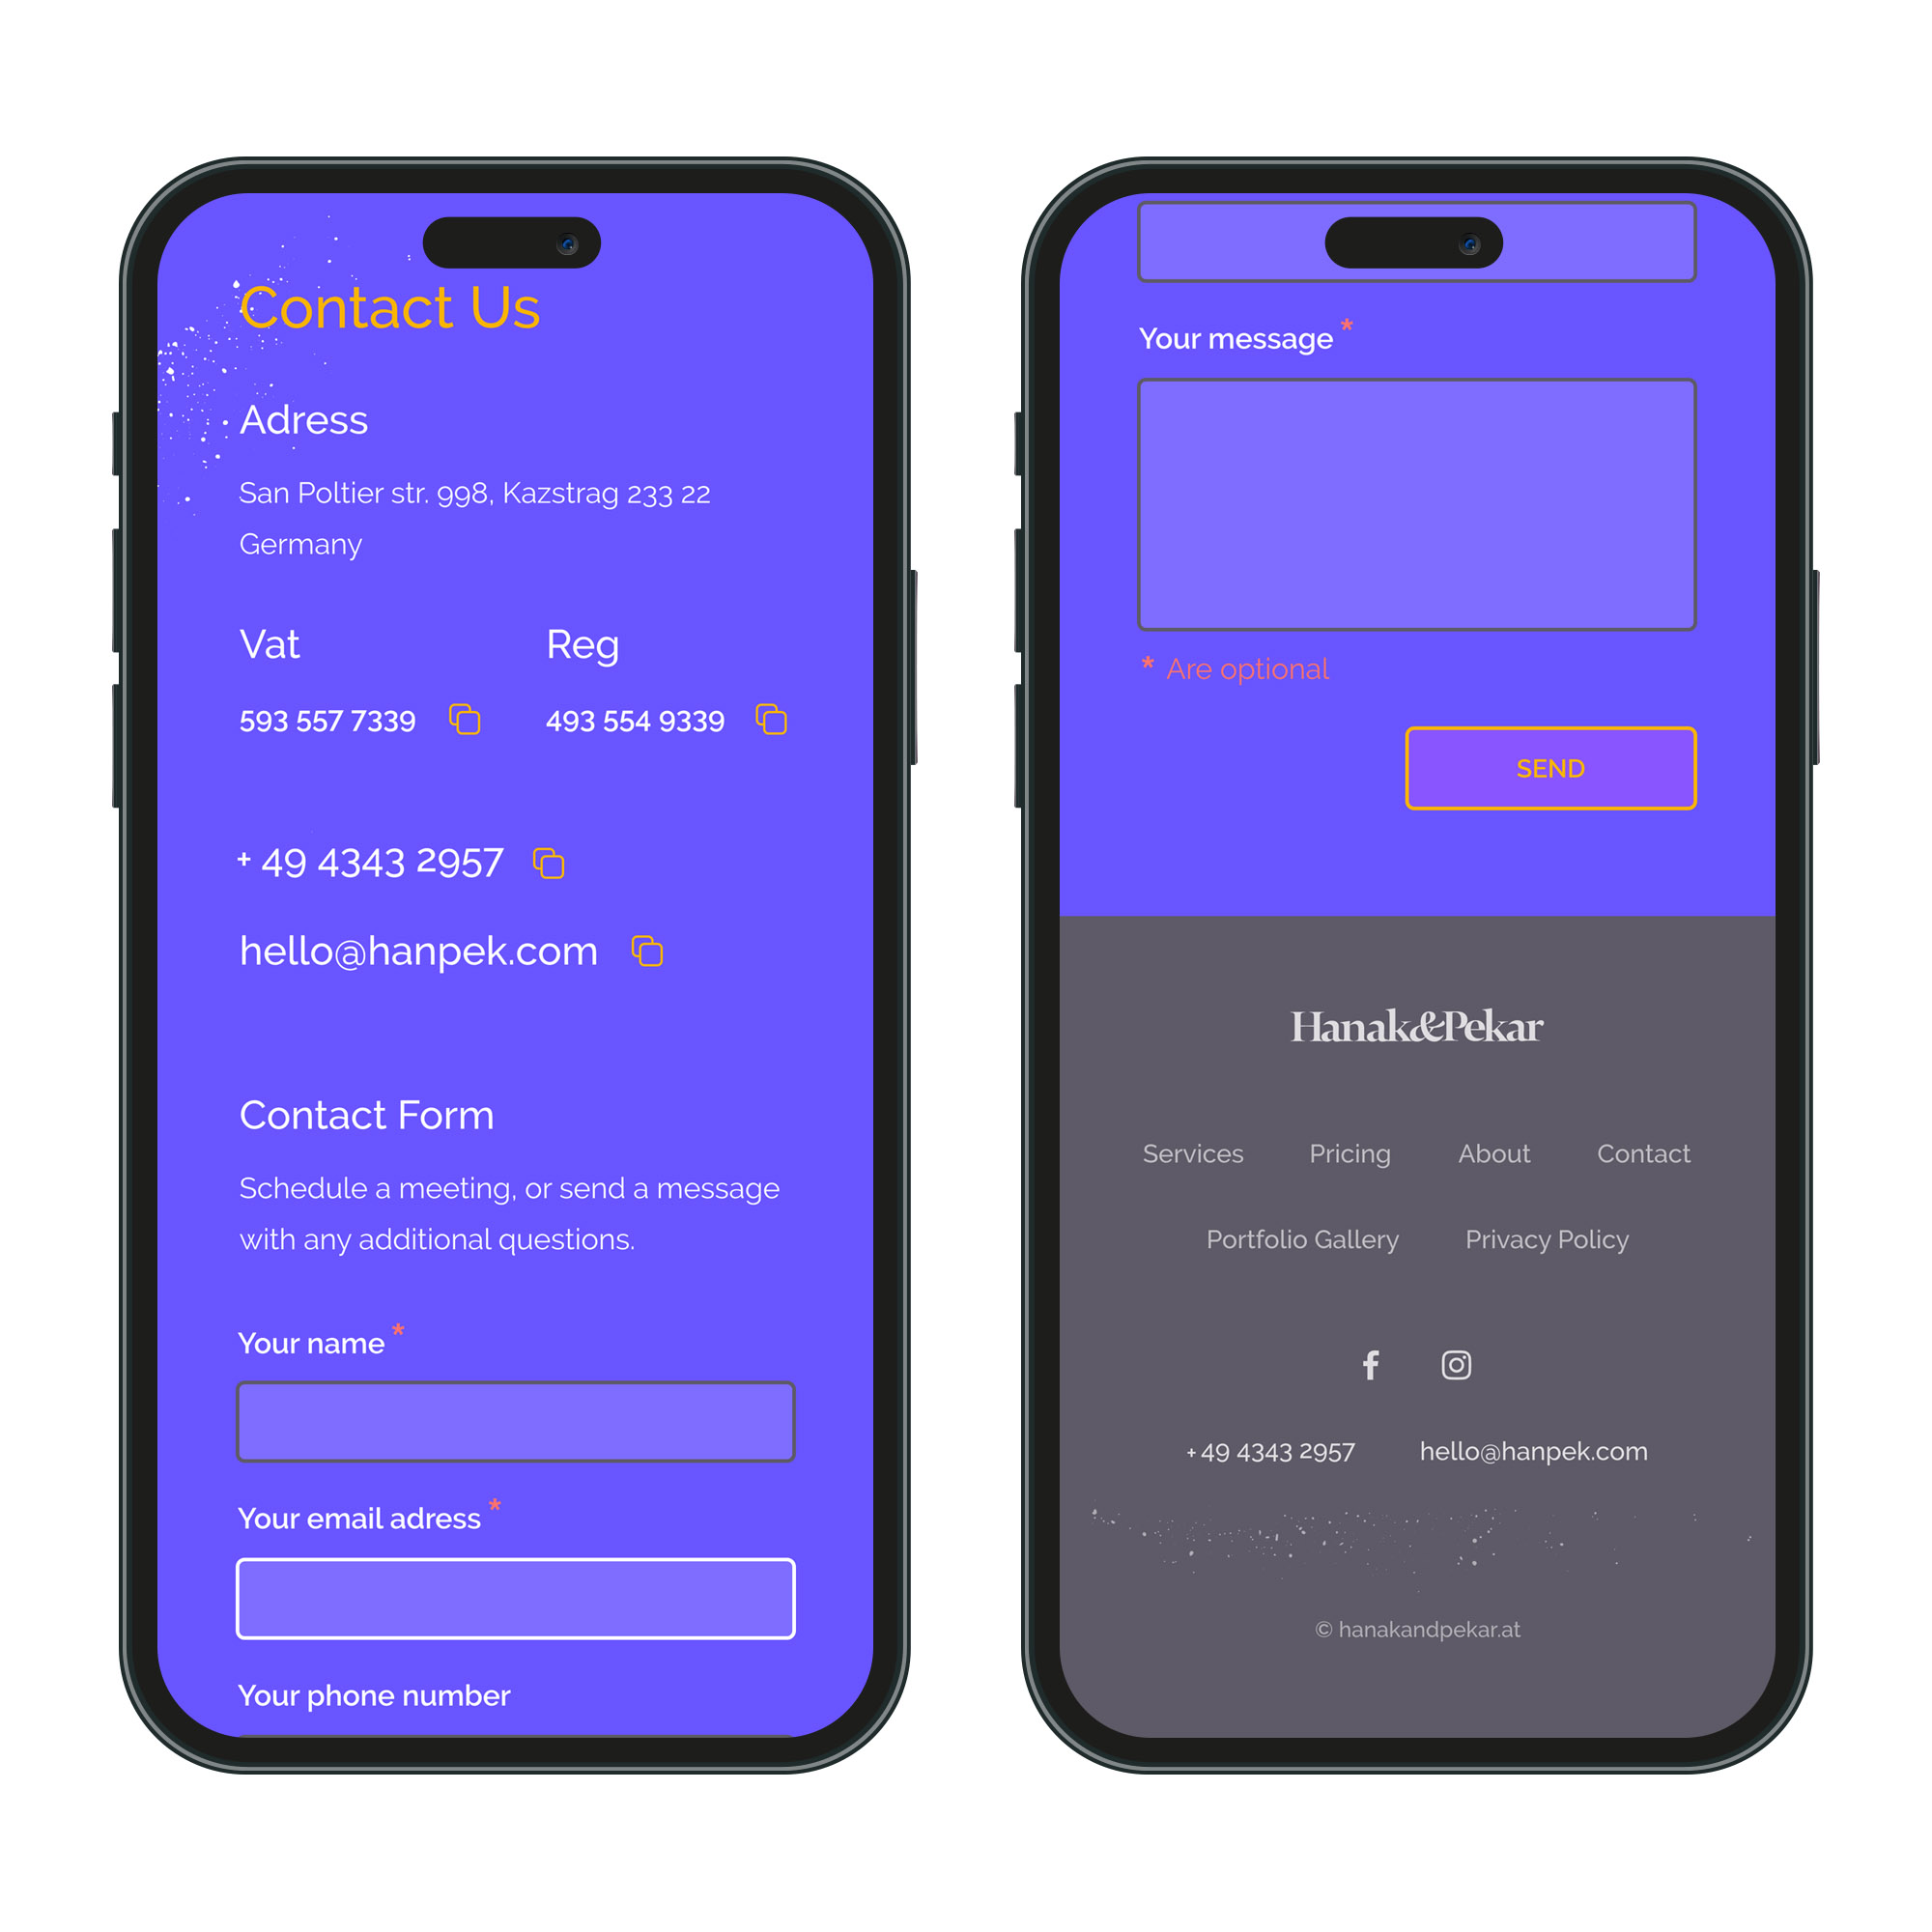 Contact Us
Adress
San Poltier str. 998, Kazstrag 233 22
Germany
Vat
Reg
593 557 7339
493 554 9339
+ 49 4343 2957
hello@hanpek.com
Contact Form
Schedule a meeting, or send a message
with any additional questions.
Your name *
Your email adress *
Your phone number
Your message *
* Are optional
SEND
Hanak&Pekar
Services Pricing About Contact
Portfolio Gallery Privacy Policy
+ 49 4343 2957 hello@hanpek.com
© hanakandpekar.at